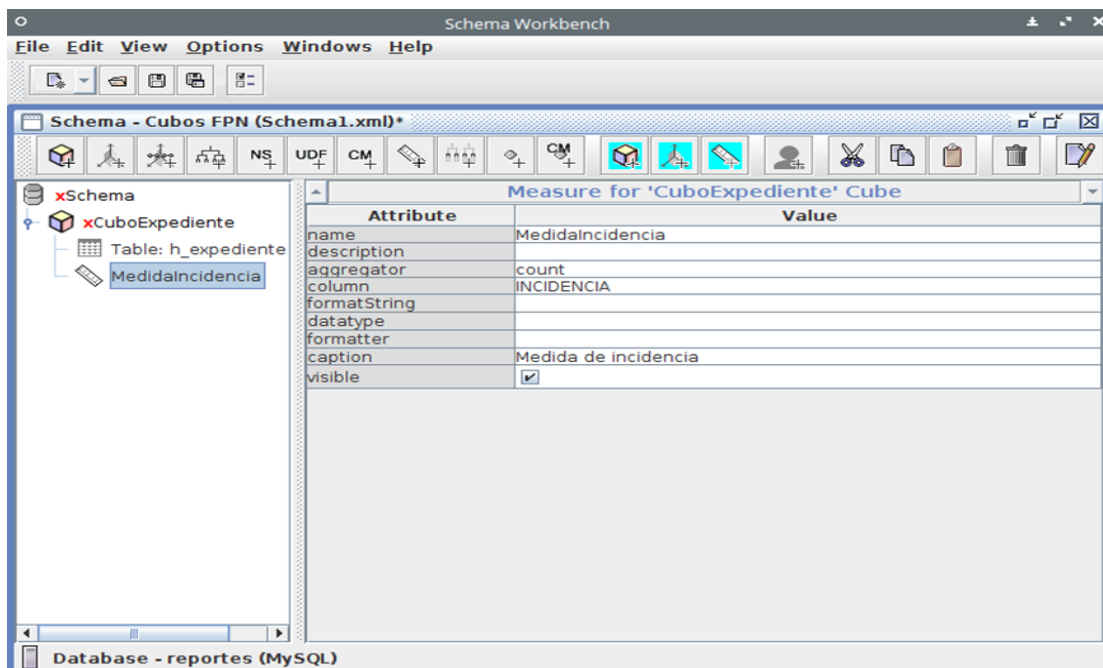 Schema Workbench
File Edit View Options Windows Help
Schema - Cubos FPN (Schema1.xml)*
NS UDF CM CM
xSchema
xCuboExpediente
Table: h_expediente
MedidaIncidencia
Measure for 'CuboExpediente' Cube
Attribute Value
name MedidaIncidencia
description
aggregator count
column INCIDENCIA
formatString
datatype
formatter
caption Medida de incidencia
visible
Database - reportes (MySQL)